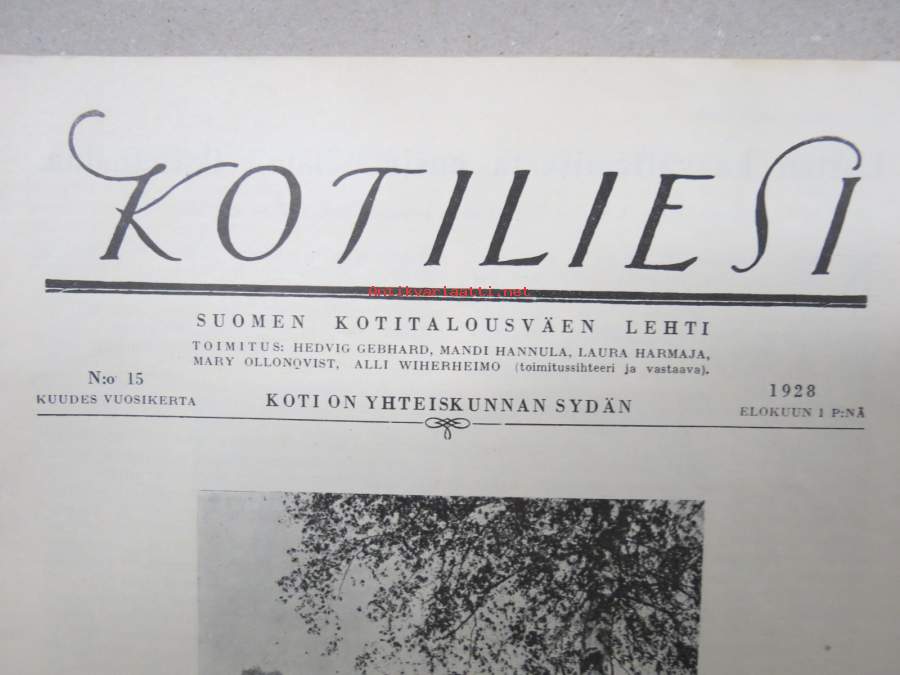 KOTILIESI
Antikvariaatti.net
SUOMEN KOTITALOUSVÄEN LEHTI
TOIMITUS: HEDVIG GEBHARD, MANDI HANNULA, LAURA HARMAJA,
MARY OLLONQVIST, ALLI WIHERHEIMO (toimitussihteeri ja vastaava).
N:o 15
KUUDES VUOSIKERTA
KOTI ON YHTEISKUNNAN SYDÄN
1928
ELOKUUN 1 P:NÄ